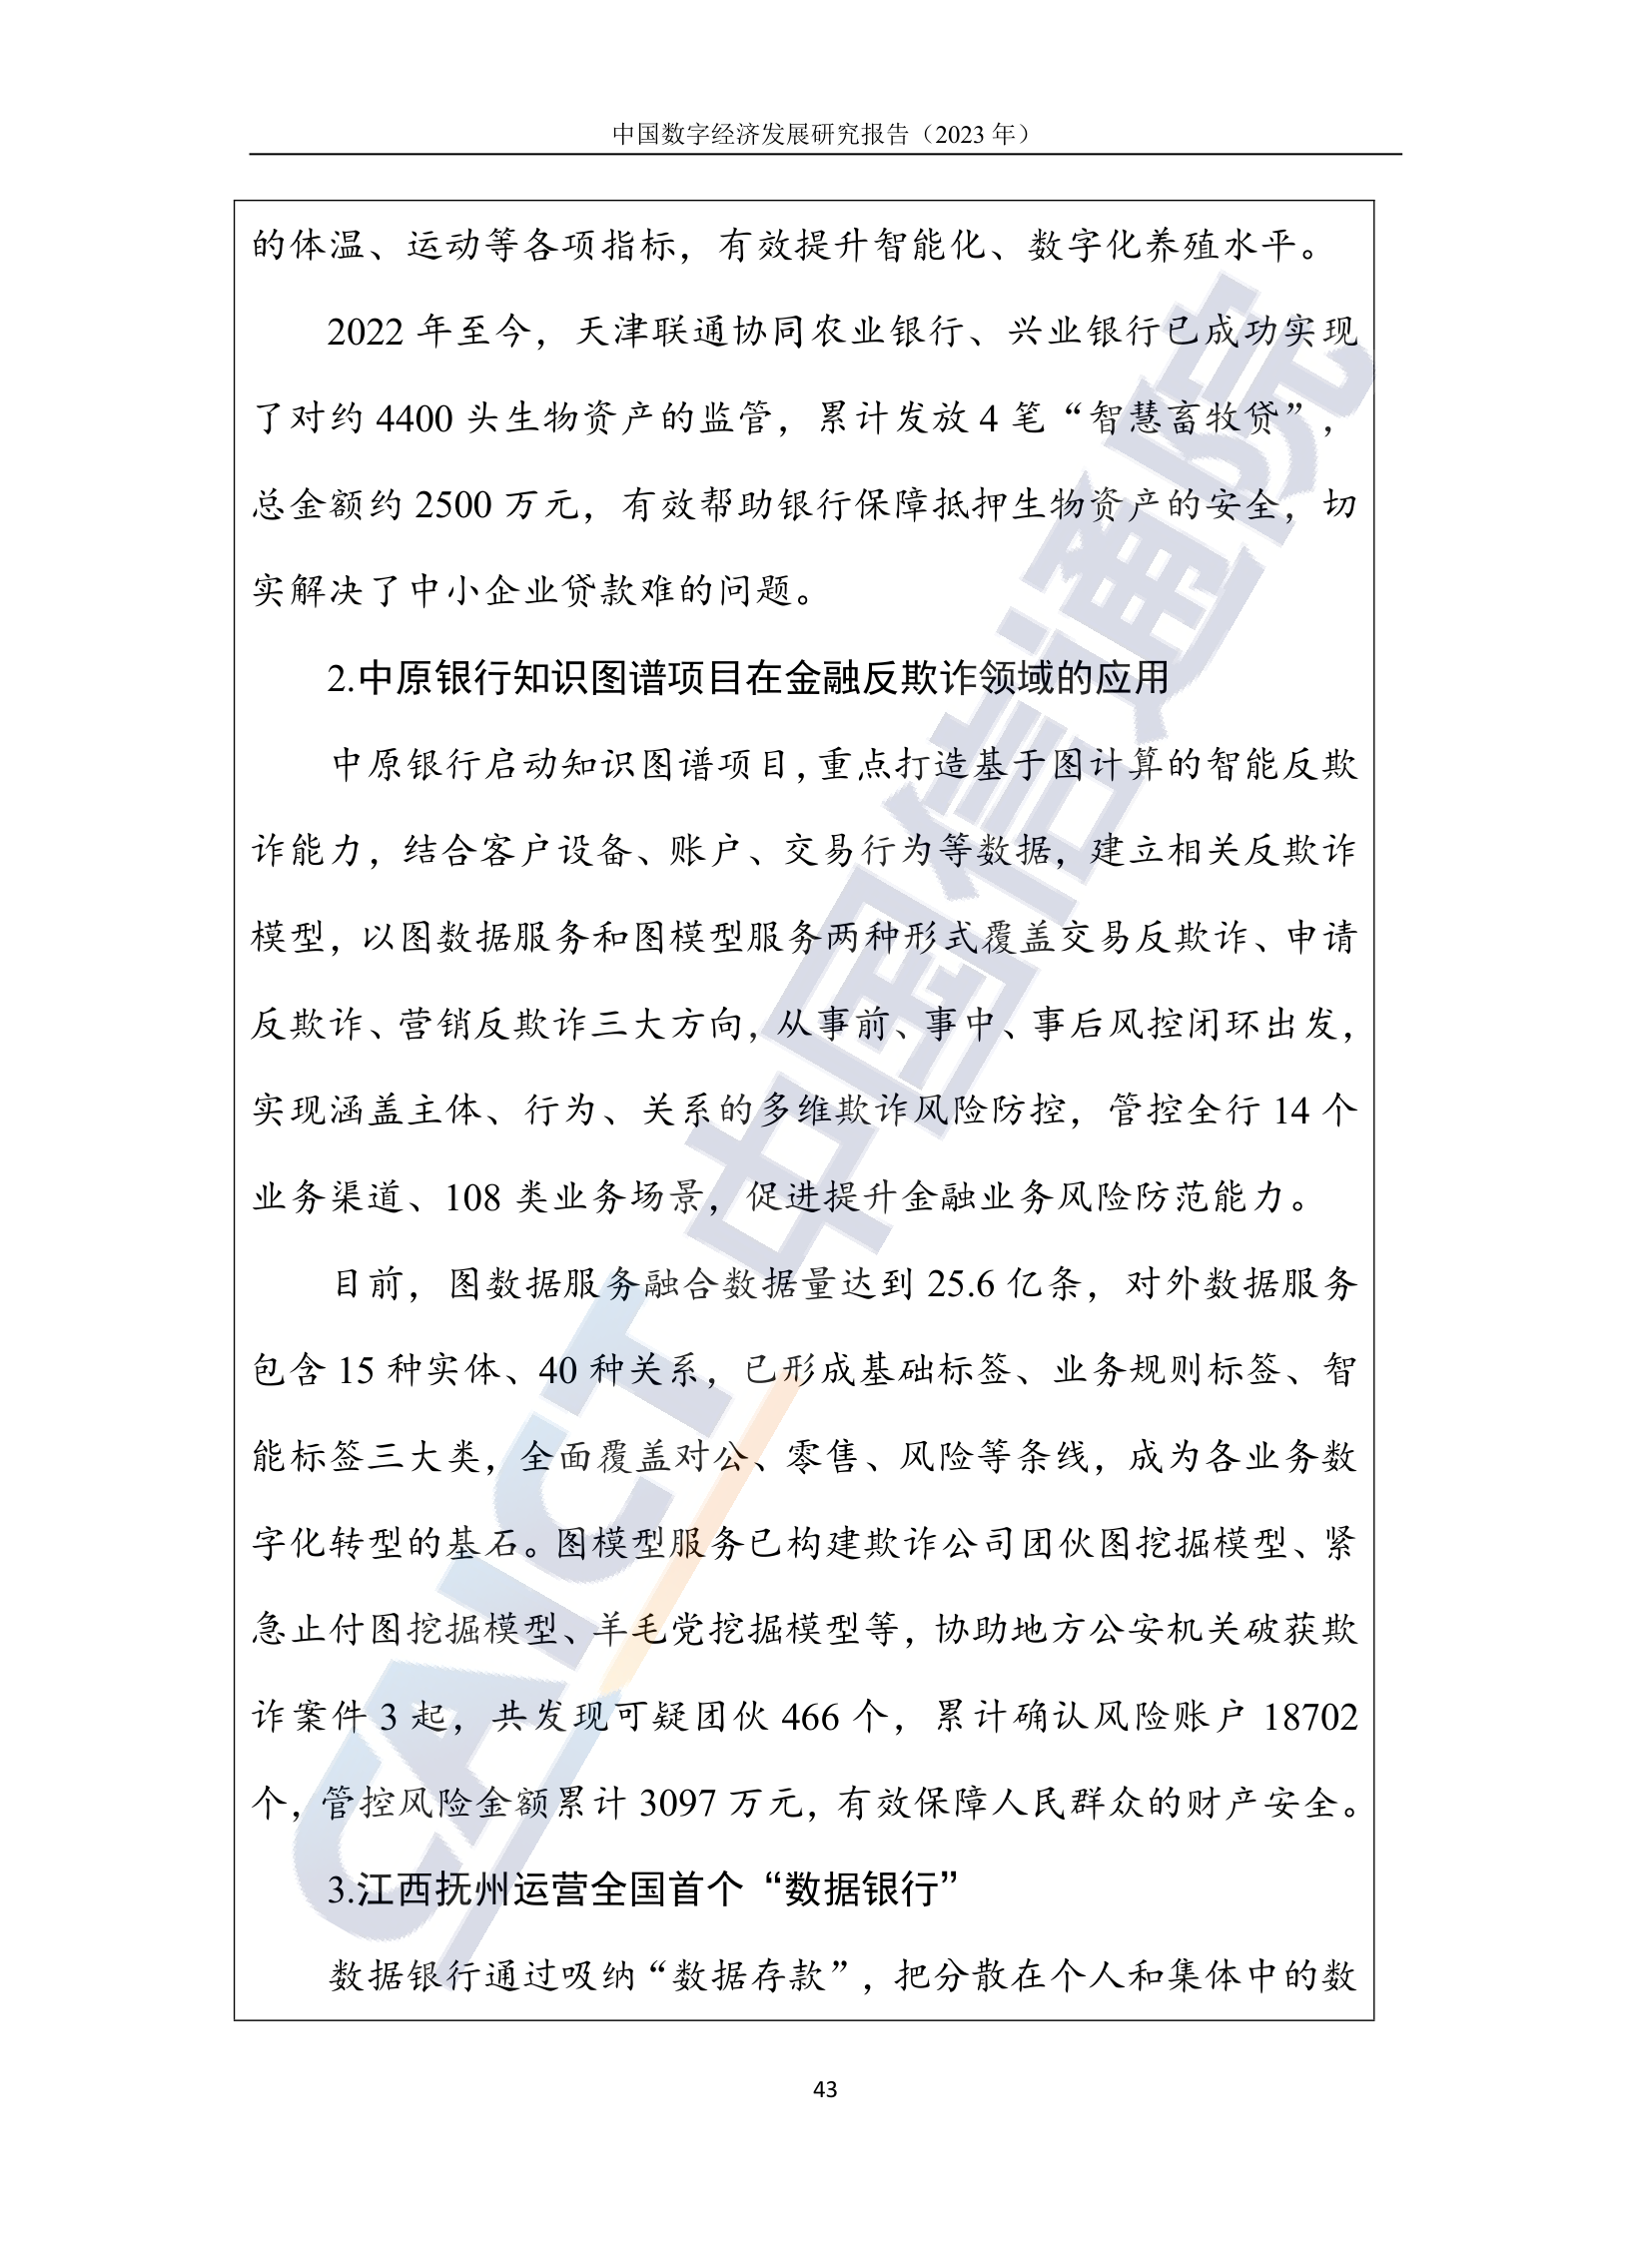 中国数字经济发展研究报告（2023 年）
的体温、运动等各项指标，有效提升智能化、数字化养殖水平。
2022 年至今，天津联通协同农业银行、兴业银行已成功实现
了对约 4400 头生物资产的监管，累计发放 4 笔“智慧畜牧贷”，
总金额约 2500 万元，有效帮助银行保障抵押生物资产的安全，切
实解决了中小企业贷款难的问题。
2.中原银行知识图谱项目在金融反欺诈领域的应用
中原银行启动知识图谱项目，重点打造基于图计算的智能反欺
诈能力，结合客户设备、账户、交易行为等数据，建立相关反欺诈
模型，以图数据服务和图模型服务两种形式覆盖交易反欺诈、申请
反欺诈、营销反欺诈三大方向，从事前、事中、事后风控闭环出发，
实现涵盖主体、行为、关系的多维欺诈风险防控，管控全行 14 个
业务渠道、108 类业务场景，促进提升金融业务风险防范能力。
目前，图数据服务融合数据量达到 25.6 亿条，对外数据服务
包含 15 种实体、40 种关系，已形成基础标签、业务规则标签、智
能标签三大类，全面覆盖对公、零售、风险等条线，成为各业务数
字化转型的基石。图模型服务已构建欺诈公司团伙图挖掘模型、紧
急止付图挖掘模型、羊毛党挖掘模型等，协助地方公安机关破获欺
诈案件 3 起，共发现可疑团伙 466 个，累计确认风险账户 18702
个，管控风险金额累计 3097 万元，有效保障人民群众的财产安全。
3.江西抚州运营全国首个“数据银行”
数据银行通过吸纳“数据存款”，把分散在个人和集体中的数
43
CAICT 中国信通院